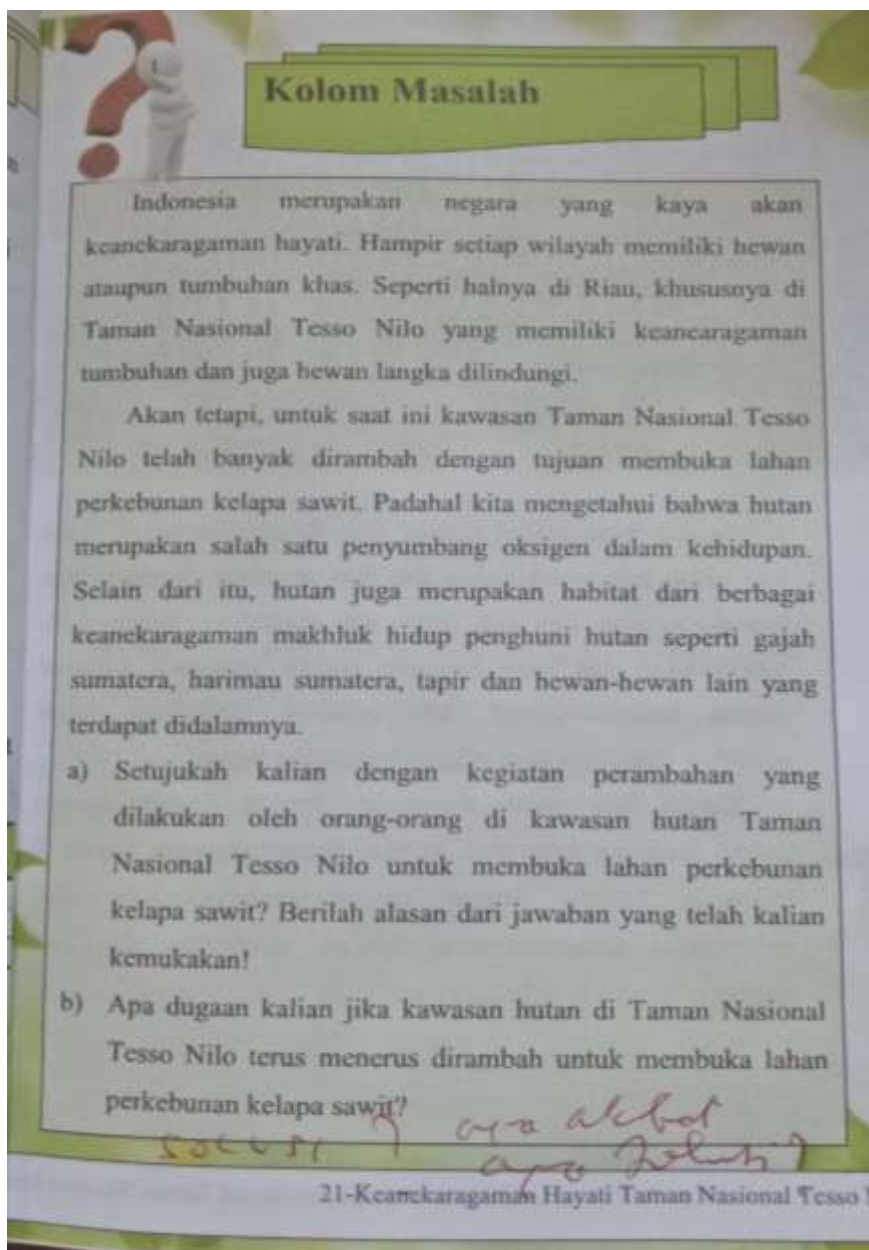 Kolom Masalah
Indonesia merupakan negara yang kaya akan
keanekaragaman hayati. Hampir setiap wilayah memiliki hewan
ataupun tumbuhan khas. Seperti halnya di Riau, khususnya di
Taman Nasional Tesso Nilo yang memiliki keancaragaman
tumbuhan dan juga hewan langka dilindungi.
Akan tetapi, untuk saat ini kawasan Taman Nasional Tesso
Nilo telah banyak dirambah dengan tujuan membuka lahan
perkebunan kelapa sawit. Padahal kita mengetahui bahwa hutan
merupakan salah satu penyumbang oksigen dalam kehidupan.
Selain dari itu, hutan juga merupakan habitat dari berbagai
keanekaragaman makhluk hidup penghuni hutan seperti gajah
sumatera, harimau sumatera, tapir dan hewan-hewan lain yang
terdapat didalamnya.
a) Setujukah kalian dengan kegiatan perambahan yang
dilakukan oleh orang-orang di kawasan hutan Taman
Nasional Tesso Nilo untuk membuka lahan perkebunan
kelapa sawit? Berilah alasan dari jawaban yang telah kalian
kemukakan!
b) Apa dugaan kalian jika kawasan hutan di Taman Nasional
Tesso Nilo terus menerus dirambah untuk membuka lahan
perkebunan kelapa sawit?
apa akibat
solusi
apa solusi?
21-Keanekaragaman Hayati Taman Nasional Tesso